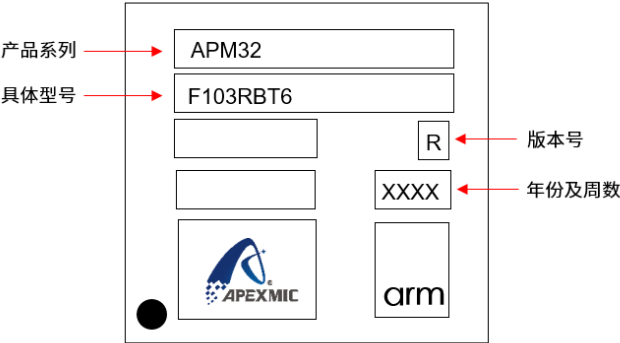 产品系列 APM32
具体型号 F103RBT6
R 版本号
XXXX 年份及周数
APEXMIC ®
arm